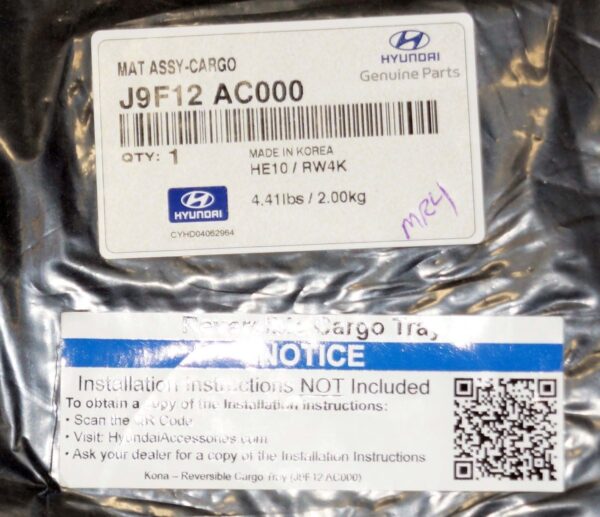 MAT ASSY-CARGO
HYUNDAI
Genuine Parts
J9F12 AC000
QTY: 1
MADE IN KOREA
HE10 / RW4K
HYUNDAI
4.41lbs / 2.00kg
CYHD04062964
MR4
Reversible Cargo Tray
NOTICE
Installation Instructions NOT Included
To obtain a copy of the Installation Instructions:
• Scan the QR Code
• Visit: HyundaiAccessories.com
• Ask your dealer for a copy of the Installation Instructions
Kona – Reversible Cargo Tray (J9F12 AC000)